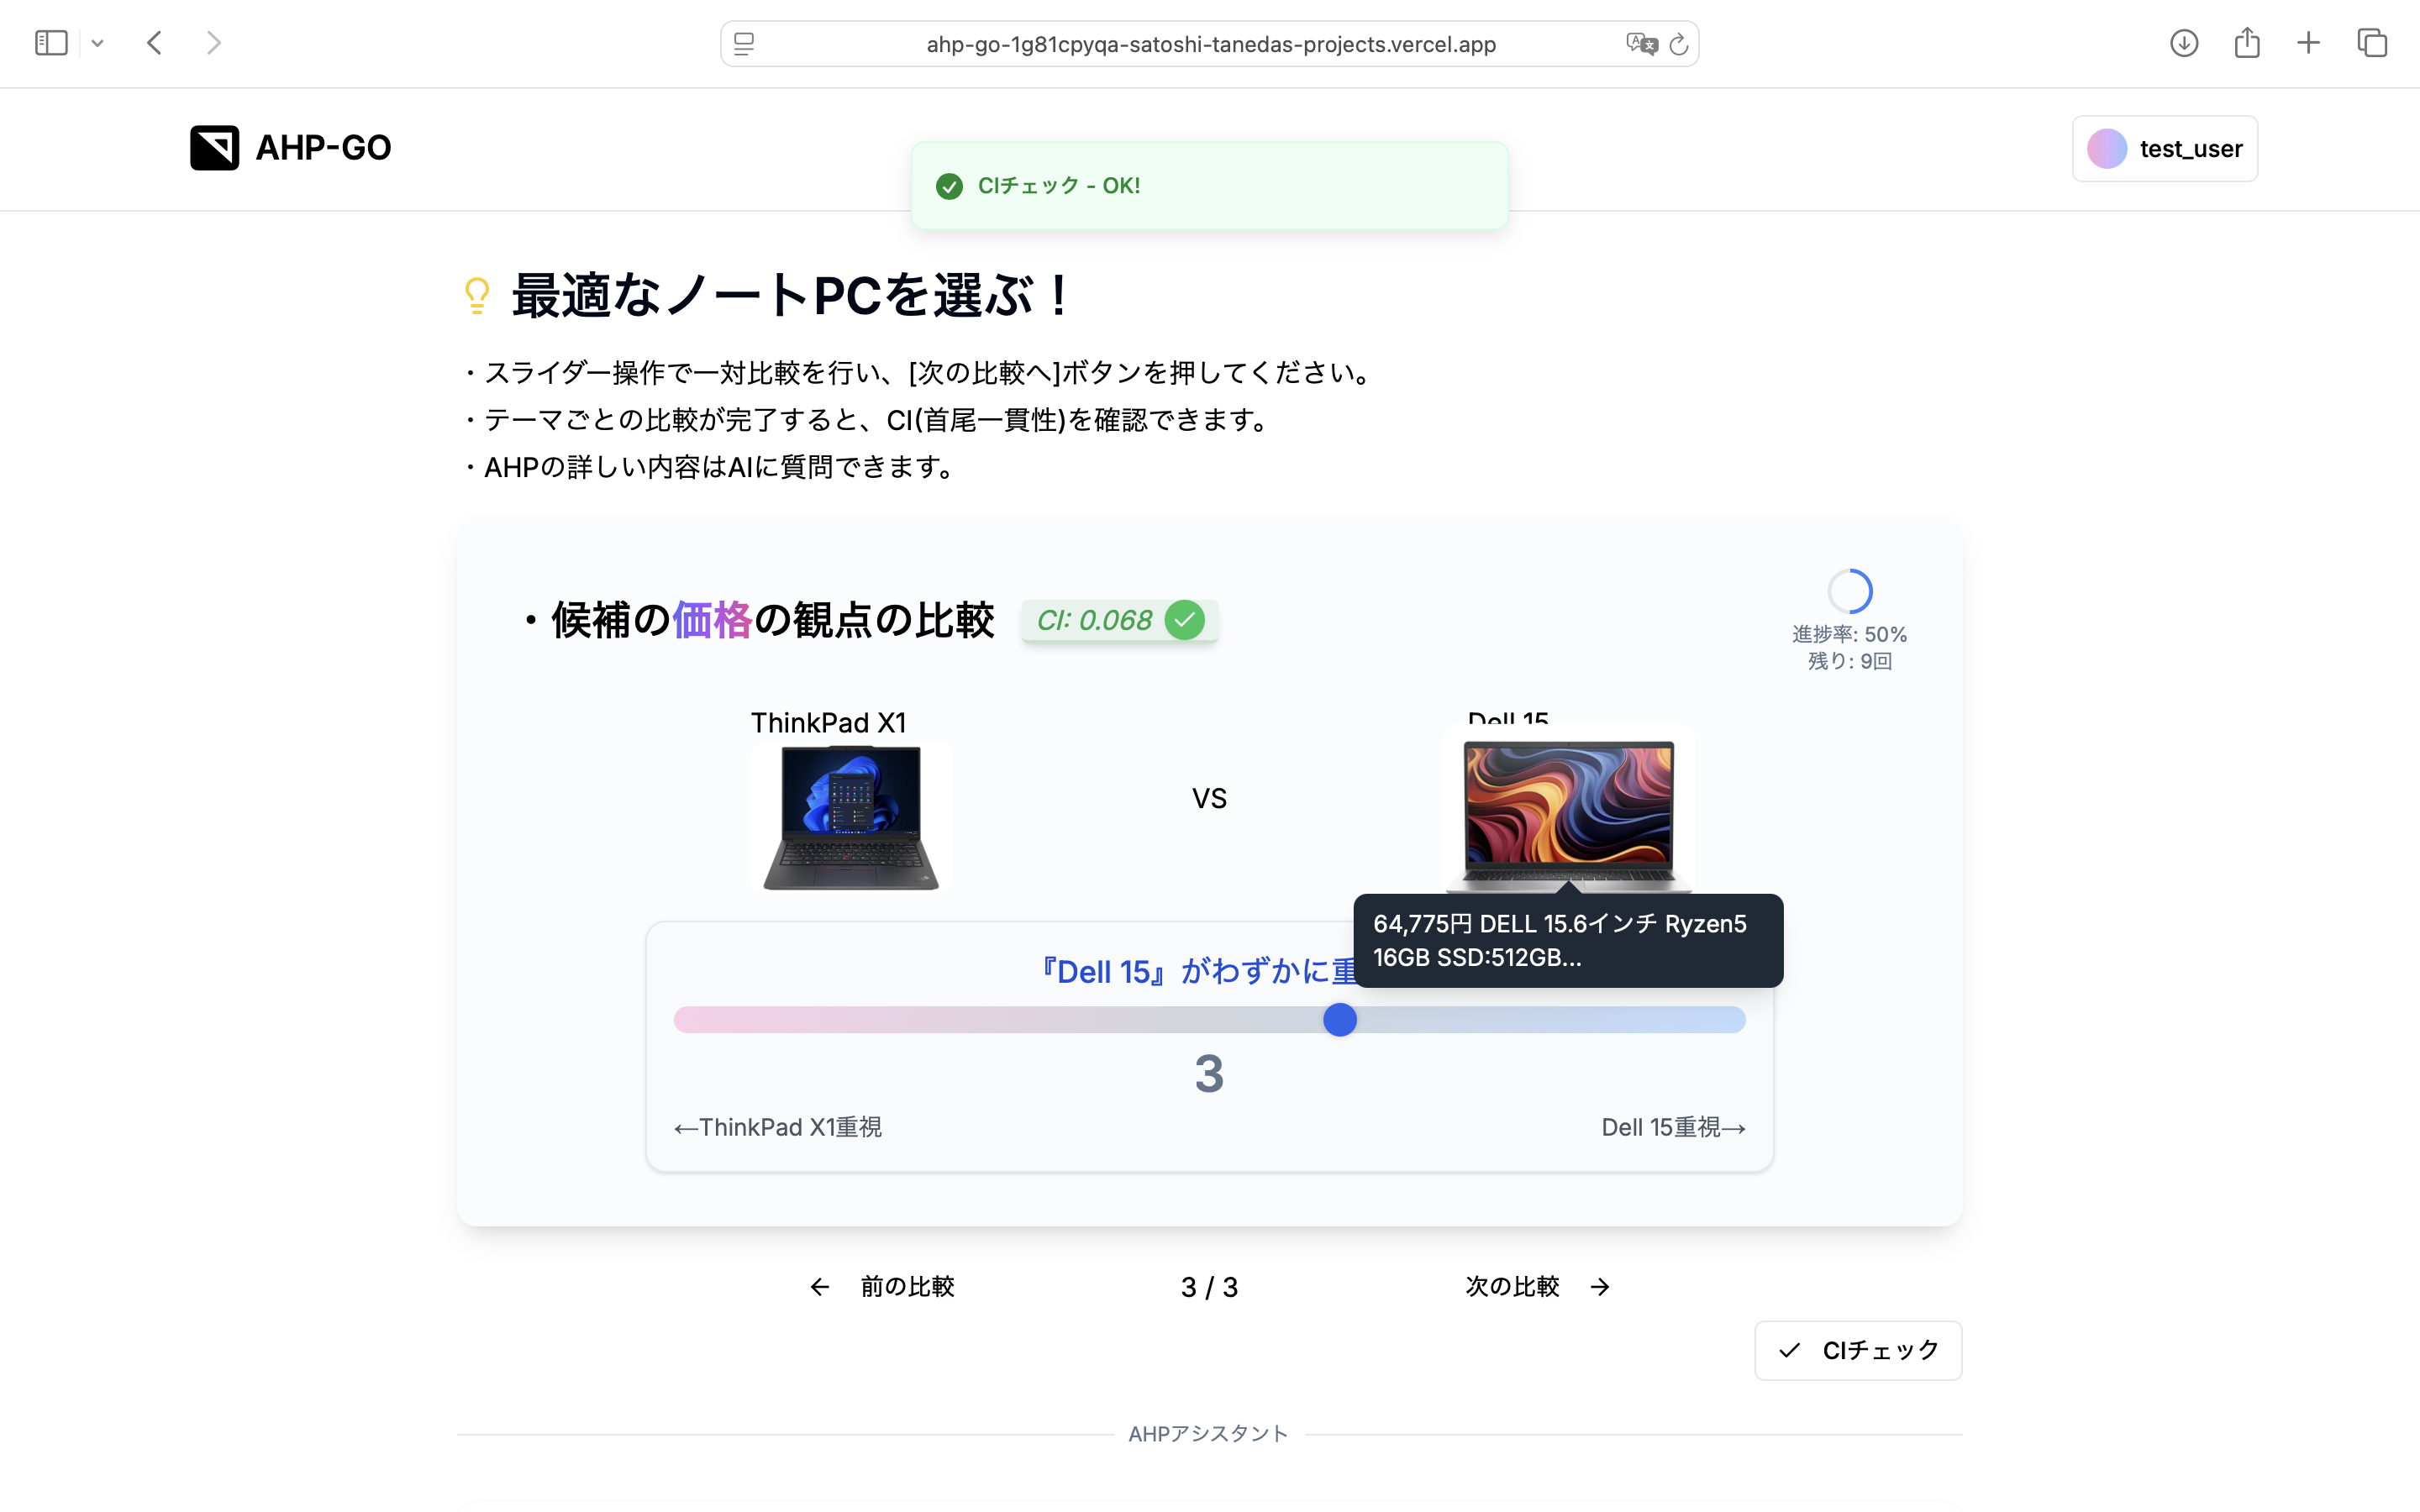 ahp-go-1g81cpyqa-satoshi-tanedas-projects.vercel.app
AHP-GO
test_user
CIチェック - OK!
最適なノートPCを選ぶ！
・スライダー操作で一対比較を行い、[次の比較へ]ボタンを押してください。
・テーマごとの比較が完了すると、CI(首尾一貫性)を確認できます。
・AHPの詳しい内容はAIに質問できます。
・候補の価格の観点の比較
CI: 0.068
進捗率: 50%
残り: 9回
ThinkPad X1
VS
Dell 15
64,775円 DELL 15.6インチ Ryzen5
16GB SSD:512GB...
『Dell 15』がわずかに重
3
←ThinkPad X1重視
Dell 15重視→
← 前の比較
3 / 3
次の比較 →
CIチェック
AHPアシスタント